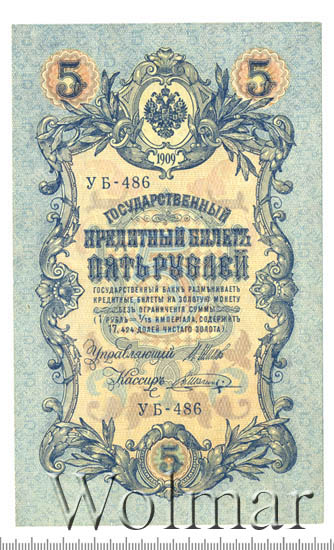 5 5
1909
УБ-486
ГОСУДАРСТВЕННЫЙ
КРЕДИТНЫЙ БИЛЕТЪ
ПЯТЬ РУБЛЕЙ
ГОСУДАРСТВЕННЫЙ БАНКЪ РАЗМѢНИВАЕТЪ
КРЕДИТНЫЕ БИЛЕТЫ НА ЗОЛОТУЮ МОНЕТУ
БЕЗЪ ОГРАНИЧЕНІЯ СУММЫ
(1 РУБЛЬ = 1/15 ИМПЕРІАЛА, СОДЕРЖИТЪ
17,424 ДОЛЕЙ ЧИСТАГО ЗОЛОТА).
Управляющій
Кассиръ
УБ-486
5
Wolmar